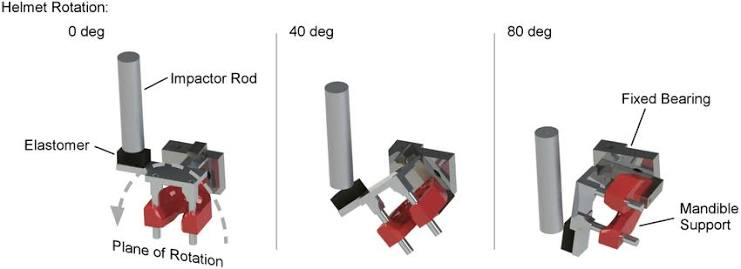 Helmet Rotation:
0 deg
40 deg
80 deg
Impactor Rod
Elastomer
Plane of Rotation
Fixed Bearing
Mandible
Support